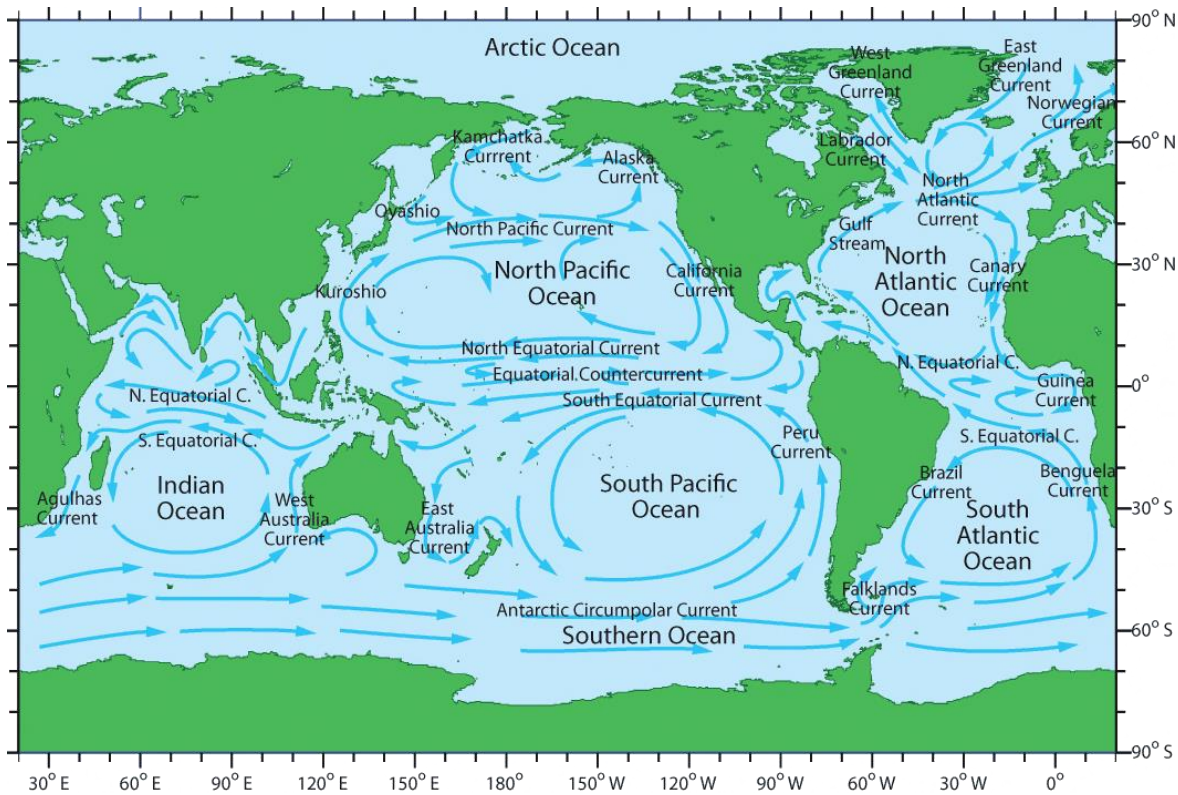 Arctic Ocean
90° N
West
Greenland
Current
East
Greenland
Current
Norwegian
Current
60° N
Kamchatka
Currrent
Alaska
Current
Labrador
Current
North
Atlantic
Current
Oyashio
North Pacific Current
Gulf
Stream
North
Atlantic
Ocean
Canary
Current
30° N
North Pacific
Ocean
California
Current
Kuroshio
North Equatorial Current
Equatorial Countercurrent
South Equatorial Current
N. Equatorial C.
Guinea
Current
0°
N. Equatorial C.
S. Equatorial C.
S. Equatorial C.
Peru
Current
Brazil
Current
Benguela
Current
Agulhas
Current
Indian
Ocean
West
Australia
Current
East
Australia
Current
South Pacific
Ocean
South
Atlantic
Ocean
30° S
Falklands
Current
Antarctic Circumpolar Current
Southern Ocean
60° S
90° S
30° E
60° E
90° E
120° E
150° E
180°
150° W
120° W
90° W
60° W
30° W
0°